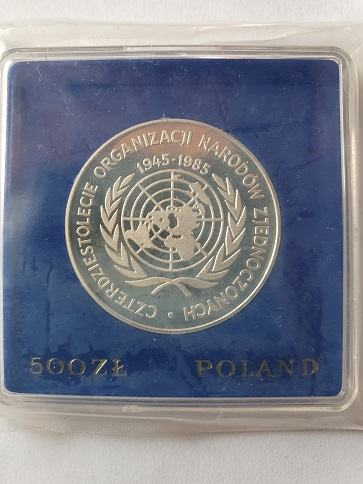 CZTERDZIESTOLECIE ORGANIZACJI NARODÓW ZJEDNOCZONYCH •
1945-1985
500 ZŁ POLAND